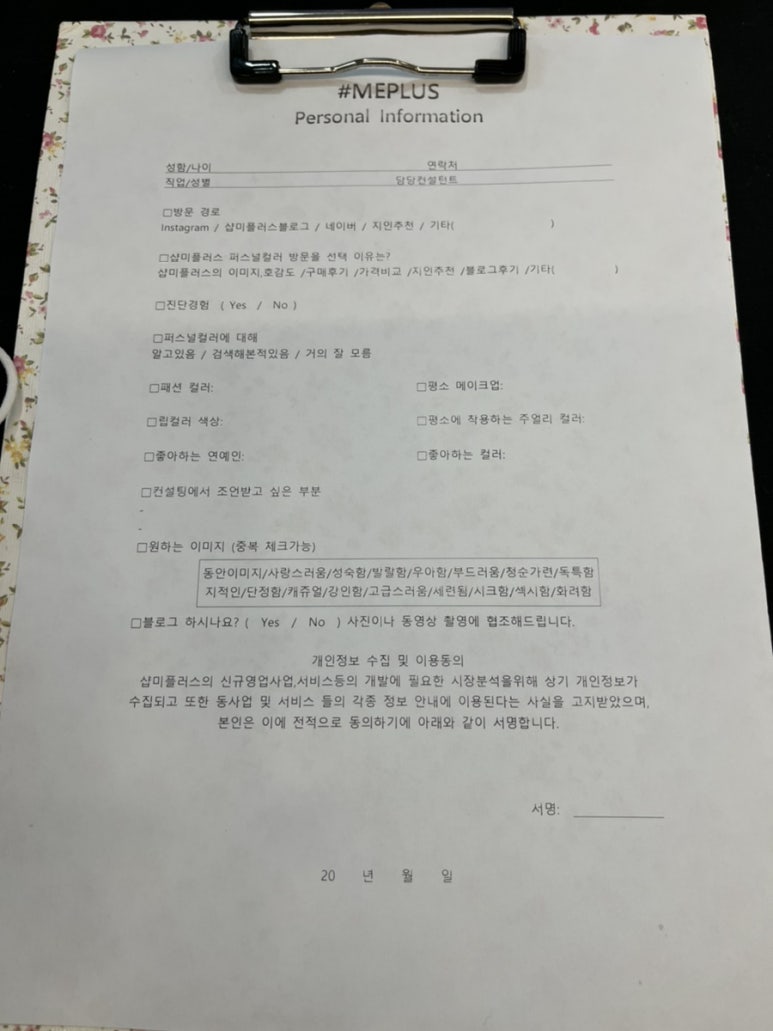 #MEPLUS
Personal Information
성함/나이 연락처
직업/성별 담당컨설턴트
□방문 경로
Instagram / 샵미플러스블로그 / 네이버 / 지인추천 / 기타( )
□샵미플러스 퍼스널컬러 방문을 선택 이유는?
샵미플러스의 이미지,호감도 /구매후기 /가격비교 /지인추천 /블로그후기 /기타( )
□진단경험 ( Yes / No )
□퍼스널컬러에 대해
알고있음 / 검색해본적있음 / 거의 잘 모름
□패션 컬러: □평소 메이크업:
□립컬러 색상: □평소에 착용하는 주얼리 컬러:
□좋아하는 연예인: □좋아하는 컬러:
□컨설팅에서 조언받고 싶은 부분
-
-
□원하는 이미지 (중복 체크가능)
동안이미지/사랑스러움/성숙함/발랄함/우아함/부드러움/청순가련/독특함
지적인/단정함/캐쥬얼/강인함/고급스러움/세련됨/시크함/섹시함/화려함
□블로그 하시나요? ( Yes / No ) 사진이나 동영상 촬영에 협조해드립니다.
개인정보 수집 및 이용동의
샵미플러스의 신규영업사업,서비스등의 개발에 필요한 시장분석을위해 상기 개인정보가
수집되고 또한 동사업 및 서비스 들의 각종 정보 안내에 이용된다는 사실을 고지받았으며,
본인은 이에 전적으로 동의하기에 아래와 같이 서명합니다.
서명:
20 년 월 일